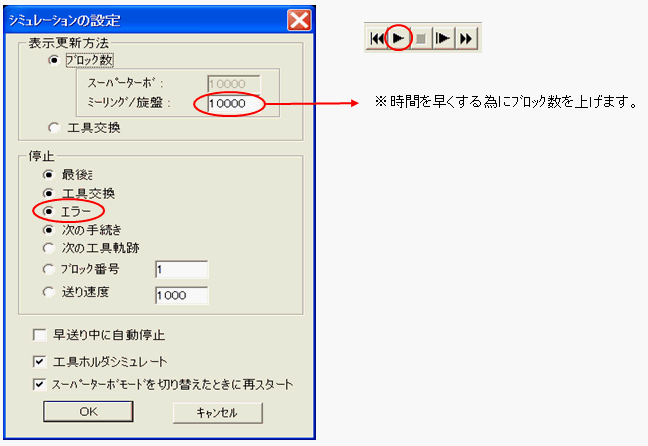 シミュレーションの設定
表示更新方法
ブロック数
スーパーターボ:
10000
ミーリング/旋盤:
10000
※時間を早くする為にブロック数を上げます。
工具交換
停止
最後に
工具交換
エラー
次の手続き
次の工具軌跡
ブロック番号
1
送り速度
1000
早送り中に自動停止
工具ホルダシミュレート
スーパーターボモードを切り替えたときに再スタート
OK
キャンセル